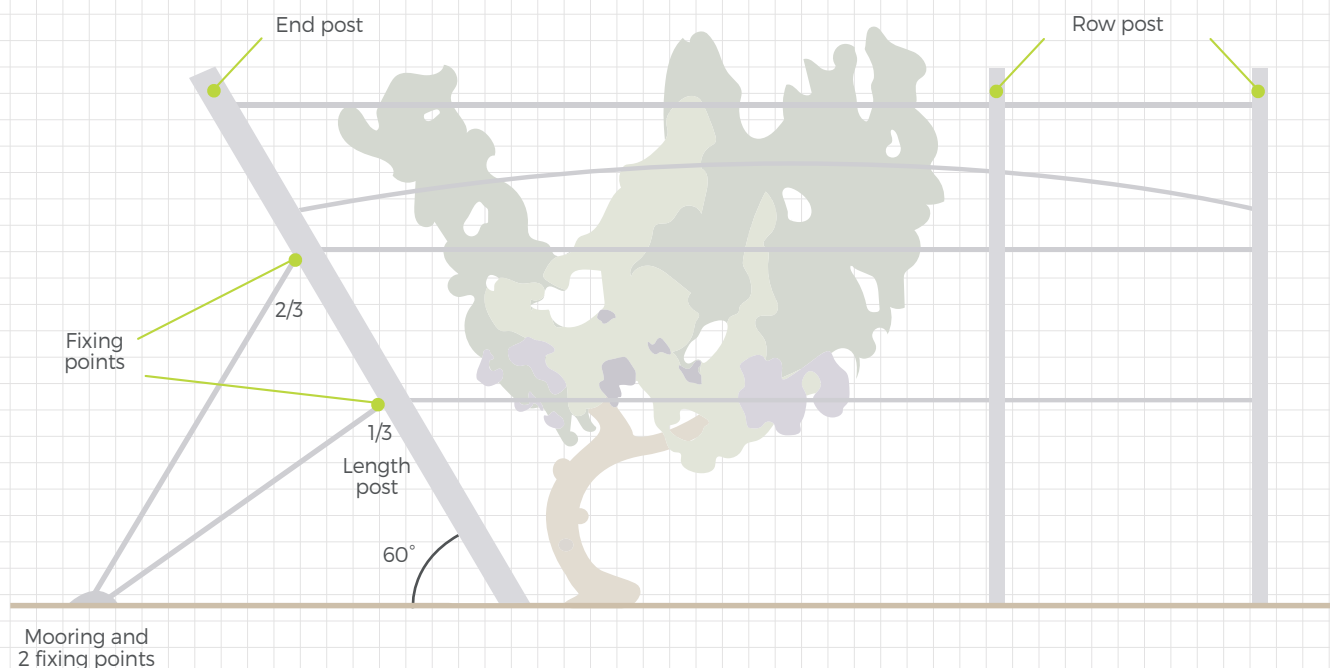 End post
Row post
2/3
Fixing
points
1/3
Length
post
60°
Mooring and
2 fixing points